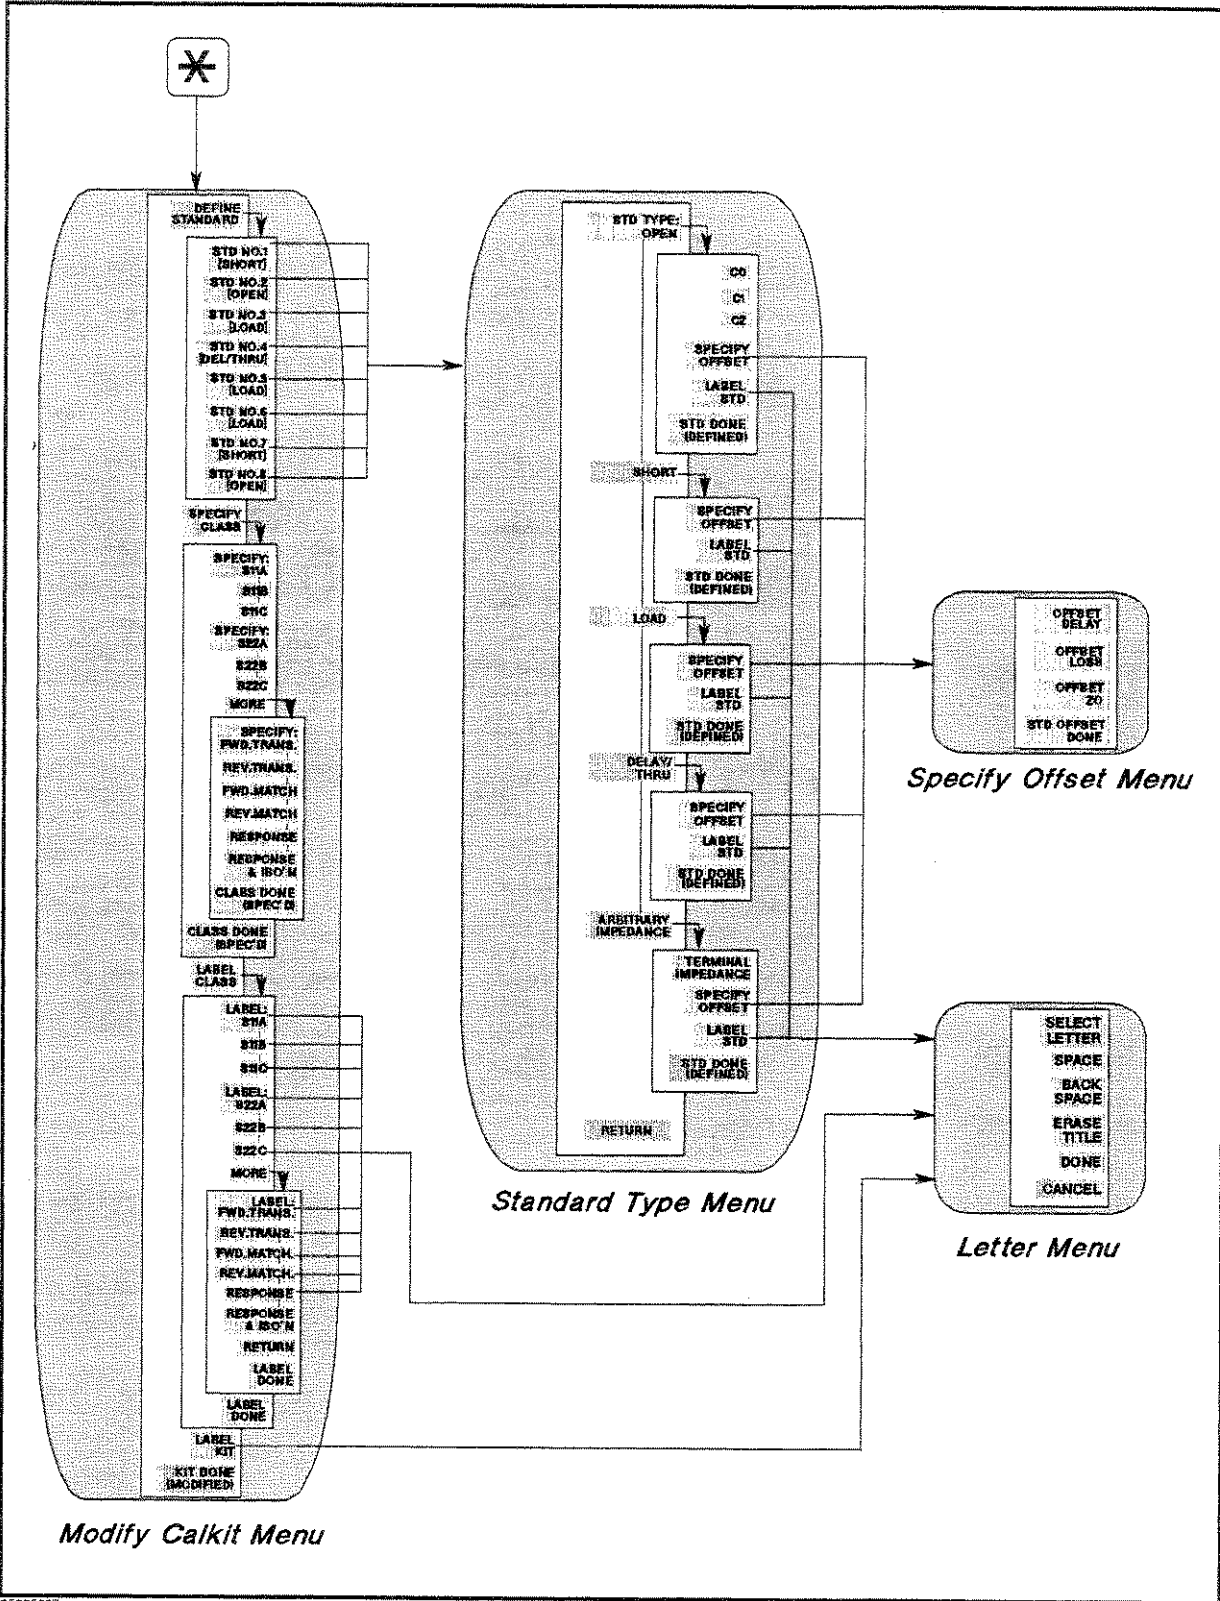 DEFINE
STANDARD
STD NO.1
[SHORT]
STD NO.2
[OPEN]
STD NO.3
[LOAD]
STD NO.4
[DEL/THRU]
STD NO.5
[LOAD]
STD NO.6
[LOAD]
STD NO.7
[SHORT]
STD NO.8
[OPEN]
SPECIFY
CLASS
SPECIFY:
S11A
S11B
S11C
SPECIFY:
S22A
S22B
S22C
MORE
SPECIFY:
FWD.TRANS.
REV.TRANS.
FWD.MATCH
REV.MATCH
RESPONSE
RESPONSE
& ISO'N
CLASS DONE
(SPEC'D)
CLASS DONE
(SPEC'D)
LABEL
CLASS
LABEL:
S11A
S11B
S11C
LABEL:
S22A
S22B
S22C
MORE
LABEL:
FWD.TRANS.
REV.TRANS.
FWD.MATCH.
REV.MATCH.
RESPONSE
RESPONSE
& ISO'N
RETURN
LABEL
DONE
LABEL
DONE
LABEL
KIT
KIT DONE
(MODIFIED)
Modify Calkit Menu
STD TYPE:
OPEN
C0
C1
C2
SPECIFY
OFFSET
LABEL
STD
STD DONE
(DEFINED)
SHORT
SPECIFY
OFFSET
LABEL
STD
STD DONE
(DEFINED)
LOAD
SPECIFY
OFFSET
LABEL
STD
STD DONE
(DEFINED)
DELAY/
THRU
SPECIFY
OFFSET
LABEL
STD
STD DONE
(DEFINED)
ARBITRARY
IMPEDANCE
TERMINAL
IMPEDANCE
SPECIFY
OFFSET
LABEL
STD
STD DONE
(DEFINED)
RETURN
Standard Type Menu
OFFSET
DELAY
OFFSET
LOSS
OFFSET
Z0
STD OFFSET
DONE
Specify Offset Menu
SELECT
LETTER
SPACE
BACK
SPACE
ERASE
TITLE
DONE
CANCEL
Letter Menu